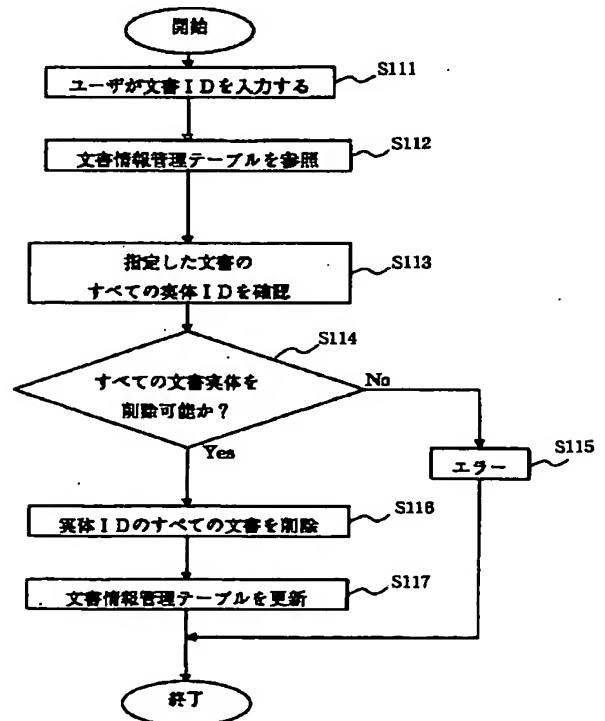 開始
ユーザが文書IDを入力する
S111
文書情報管理テーブルを参照
S112
指定した文書の
すべての実体IDを確認
S113
S114
すべての文書実体を
削除可能か?
No
Yes
エラー
S115
実体IDのすべての文書を削除
S116
文書情報管理テーブルを更新
S117
終了